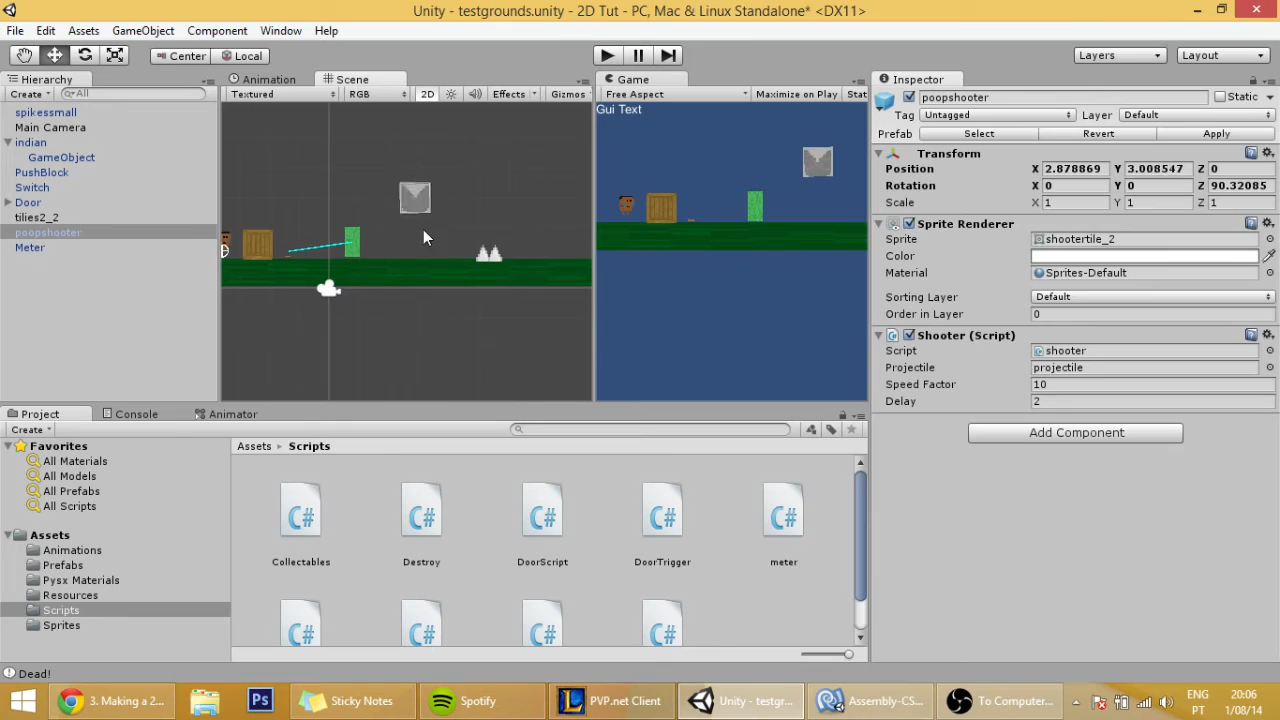 Unity - testgrounds.unity - 2D Tut - PC, Mac & Linux Standalone* <DX11>
File Edit Assets GameObject Component Window Help
Center Local Layers Layout
Hierarchy
Create All
spikessmall
Main Camera
indian
GameObject
PushBlock
Switch
Door
tilies2_2
poopshooter
Meter
Animation Scene
Textured RGB 2D Effects Gizmos
Game
Free Aspect Maximize on Play Stat
Gui Text
Inspector
poopshooter Static
Tag Untagged Layer Default
Prefab Select Revert Apply
Transform
Position X 2.878869 Y 3.008547 Z 0
Rotation X 0 Y 0 Z 90.32085
Scale X 1 Y 1 Z 1
Sprite Renderer
Sprite shootertile_2
Color
Material Sprites-Default
Sorting Layer Default
Order in Layer 0
Shooter (Script)
Script shooter
Projectile projectile
Speed Factor 10
Delay 2
Add Component
Project Console Animator
Create
Favorites
All Materials
All Models
All Prefabs
All Scripts
Assets
Animations
Prefabs
Pysx Materials
Resources
Scripts
Sprites
Assets Scripts
C# C# C# C# C#
Collectables Destroy DoorScript DoorTrigger meter
C# C# C# C#
Dead!
3. Making a 2... Ps Sticky Notes Spotify L PVP.net Client Unity - testgr... Assembly-CS... To Computer...
ENG
PT
20:06
1/08/14